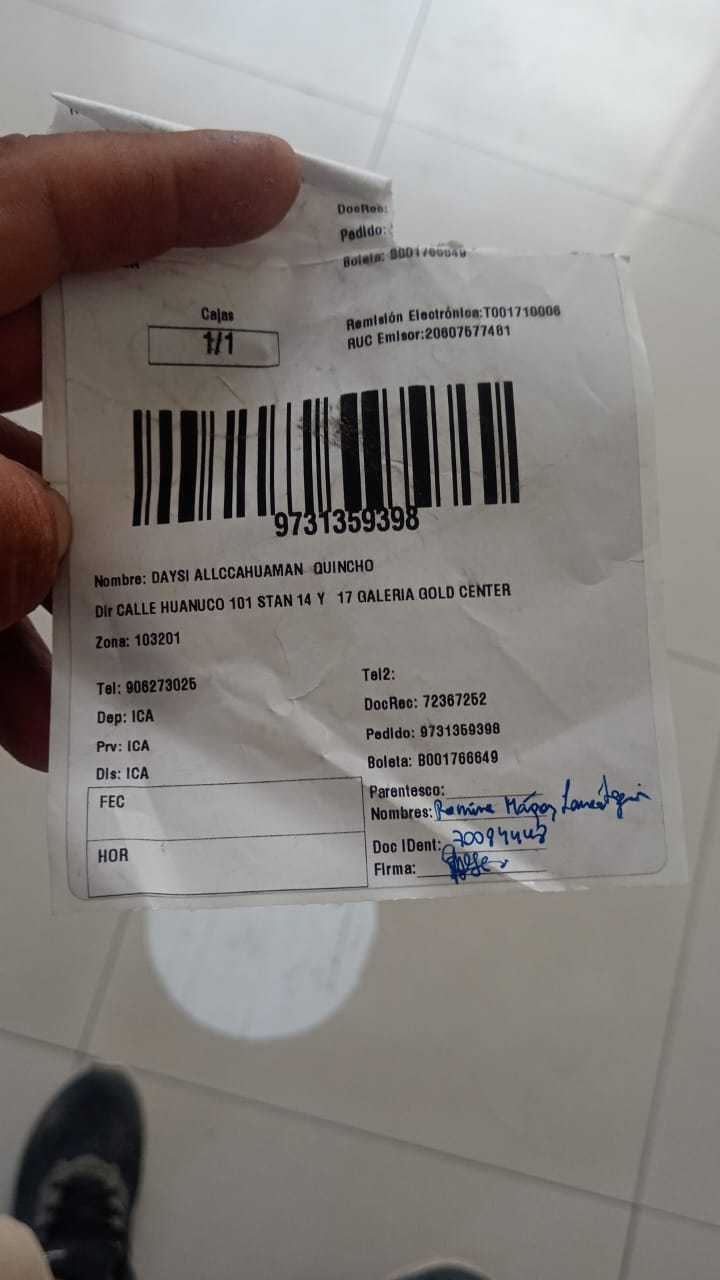 DocRec:
Pedido:
Boleta: B001766649
Cajas
1/1
Remisión Electrónica:T001710006
RUC Emisor:20607577481
9731359398
Nombre: DAYSI ALLCCAHUAMAN QUINCHO
Dir CALLE HUANUCO 101 STAN 14 Y 17 GALERIA GOLD CENTER
Zona: 103201
Tel: 906273025
Tel2:
Dep: ICA
DocRec: 72367252
Prv: ICA
Pedido: 9731359398
Dis: ICA
Boleta: B001766649
FEC
Parentesco:
Nombres:
HOR
Doc IDent:
Firma: